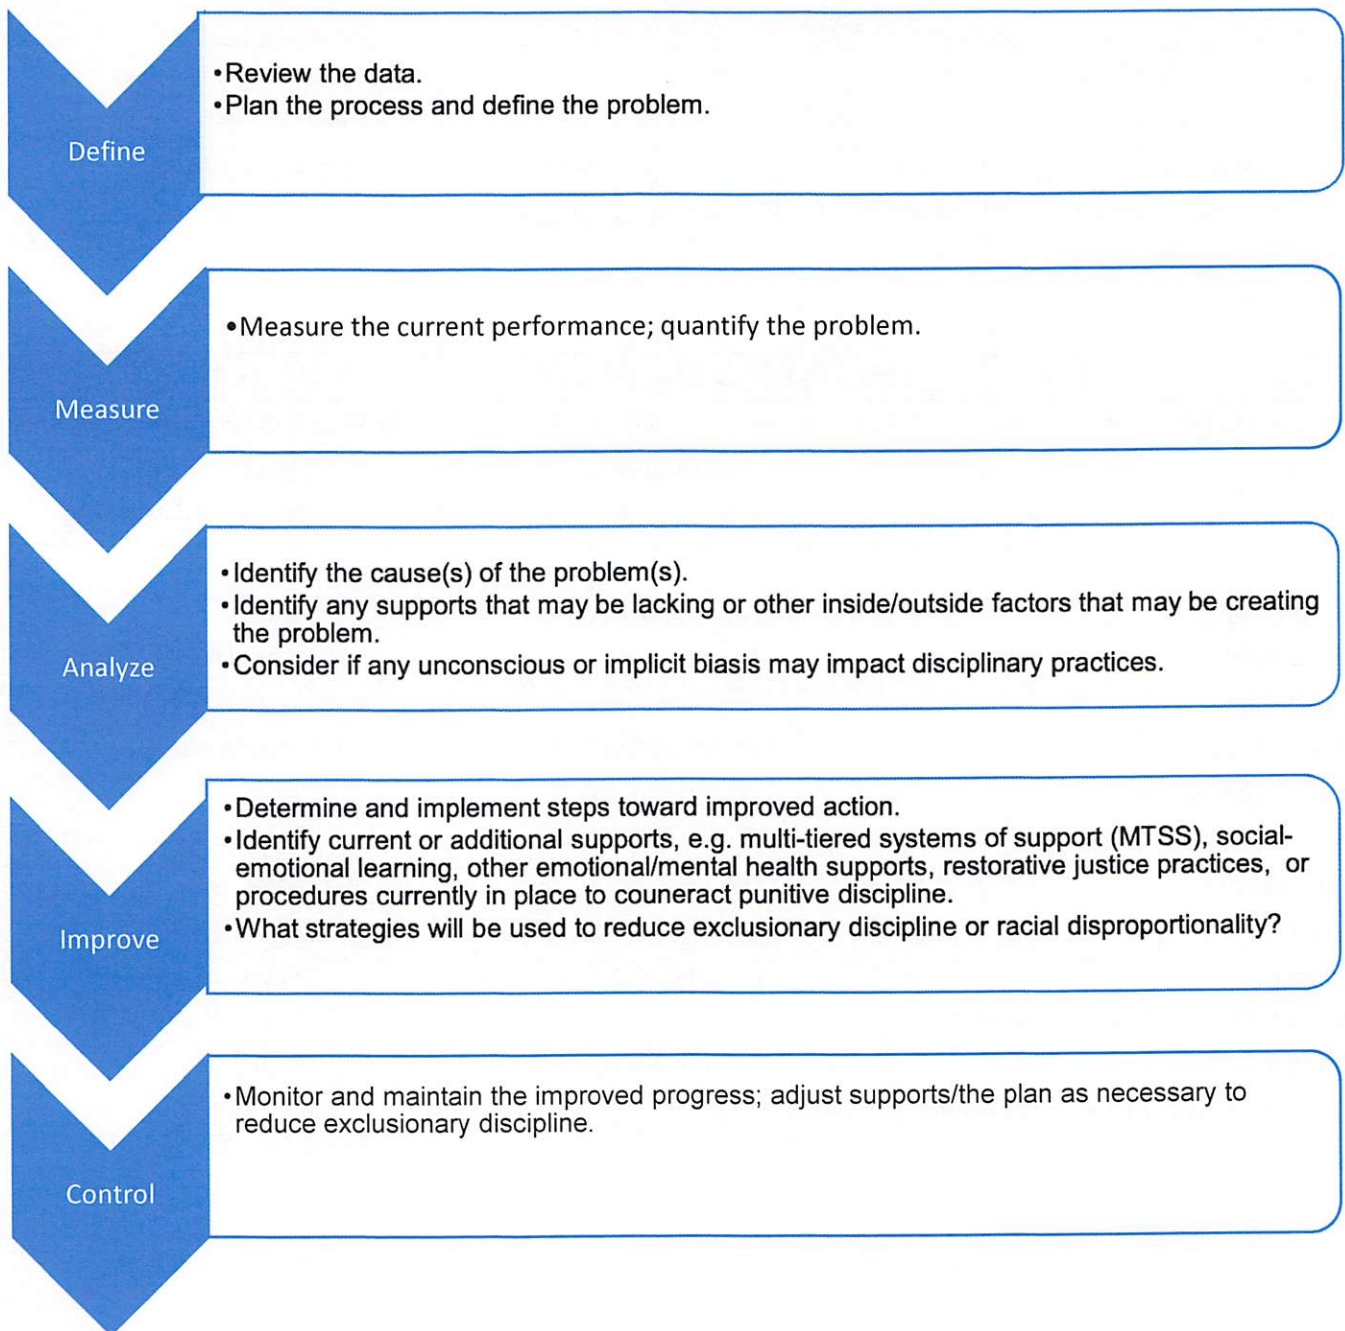 Define
•Review the data.
•Plan the process and define the problem.
Measure
•Measure the current performance; quantify the problem.
Analyze
•Identify the cause(s) of the problem(s).
•Identify any supports that may be lacking or other inside/outside factors that may be creating
the problem.
•Consider if any unconscious or implicit biasis may impact disciplinary practices.
Improve
•Determine and implement steps toward improved action.
•Identify current or additional supports, e.g. multi-tiered systems of support (MTSS), social-
emotional learning, other emotional/mental health supports, restorative justice practices, or
procedures currently in place to couneract punitive discipline.
•What strategies will be used to reduce exclusionary discipline or racial disproportionality?
Control
•Monitor and maintain the improved progress; adjust supports/the plan as necessary to
reduce exclusionary discipline.